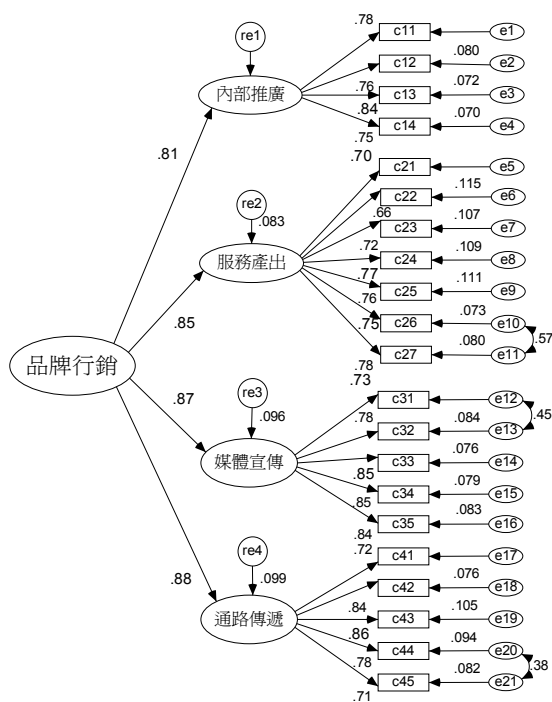 re1
.78
c11
e1
c12
.080
e2
內部推廣
.76
c13
.072
e3
.84
c14
.070
e4
.75
.81
.70
c21
e5
re2
.083
c22
.115
e6
.66
c23
.107
e7
服務產出
.72
c24
.109
e8
.77
c25
.111
e9
.76
c26
.073
e10
.85
.75
c27
.080
e11
.57
.78
品牌行銷
.73
re3
.096
c31
e12
.87
.78
c32
.084
e13
.45
媒體宣傳
c33
.076
e14
.85
c34
.079
e15
.85
c35
.083
e16
.84
re4
.099
.72
c41
e17
.88
c42
.076
e18
通路傳遞
.84
c43
.105
e19
.86
c44
.094
e20
.78
c45
.082
e21
.38
.71